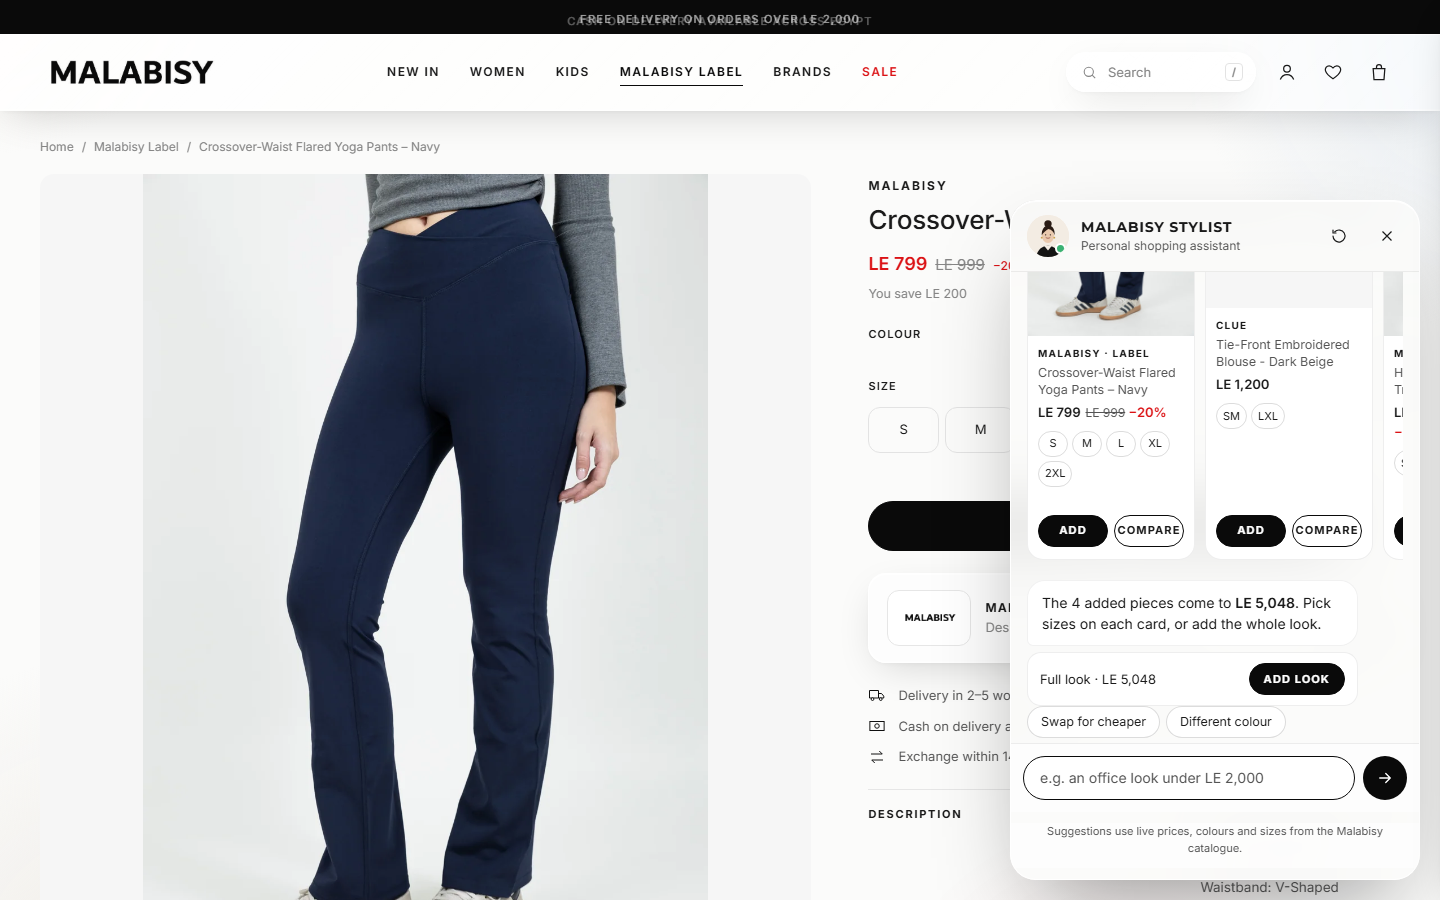 FREE DELIVERY ON ORDERS OVER LE 2,000
CASH ON DELIVERY AVAILABLE ACROSS EGYPT
MALABISY
NEW IN
WOMEN
KIDS
MALABISY LABEL
BRANDS
SALE
Search
/
Home / Malabisy Label / Crossover-Waist Flared Yoga Pants – Navy
MALABISY
Crossover-
LE 799 LE 999
You save LE 200
COLOUR
SIZE
S
M
MALABISY
Delivery in 2–5
Cash on delivery
Exchange within
DESCRIPTION
Waistband: V-Shaped
MALABISY STYLIST
Personal shopping assistant
MALABISY · LABEL
Crossover-Waist Flared
Yoga Pants – Navy
LE 799 LE 999 −20%
S
M
L
XL
2XL
ADD
COMPARE
CLUE
Tie-Front Embroidered
Blouse - Dark Beige
LE 1,200
SM
LXL
ADD
COMPARE
The 4 added pieces come to LE 5,048. Pick
sizes on each card, or add the whole look.
Full look · LE 5,048
ADD LOOK
Swap for cheaper
Different colour
e.g. an office look under LE 2,000
Suggestions use live prices, colours and sizes from the Malabisy
catalogue.